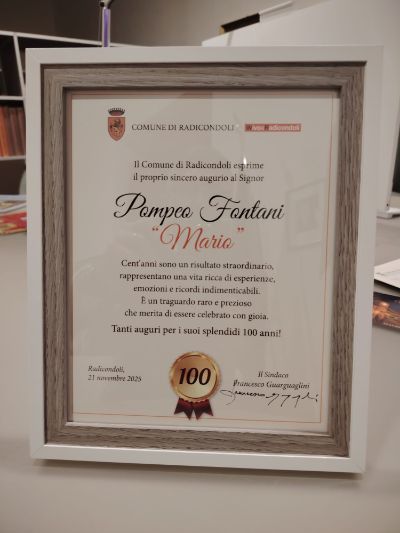 COMUNE DI RADICONDOLI
Vivi Radicondoli
Il Comune di Radicondoli esprime
il proprio sincero augurio al Signor
Pompeo Fontani
"Mario"
Cent'anni sono un risultato straordinario,
rappresentano una vita ricca di esperienze,
emozioni e ricordi indimenticabili.
È un traguardo raro e prezioso
che merita di essere celebrato con gioia.
Tanti auguri per i suoi splendidi 100 anni!
Radicondoli,
21 novembre 2025
100
Il Sindaco
Francesco Guarguaglini